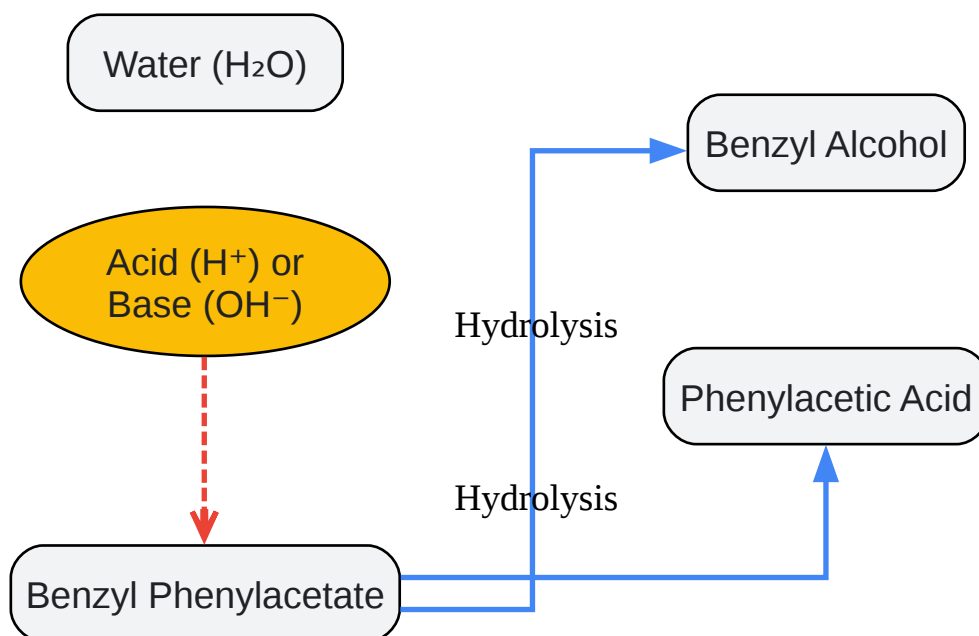 Water (H₂O)
Benzyl Alcohol
Acid (H⁺) or
Base (OH⁻)
Hydrolysis
Phenylacetic Acid
Hydrolysis
Benzyl Phenylacetate